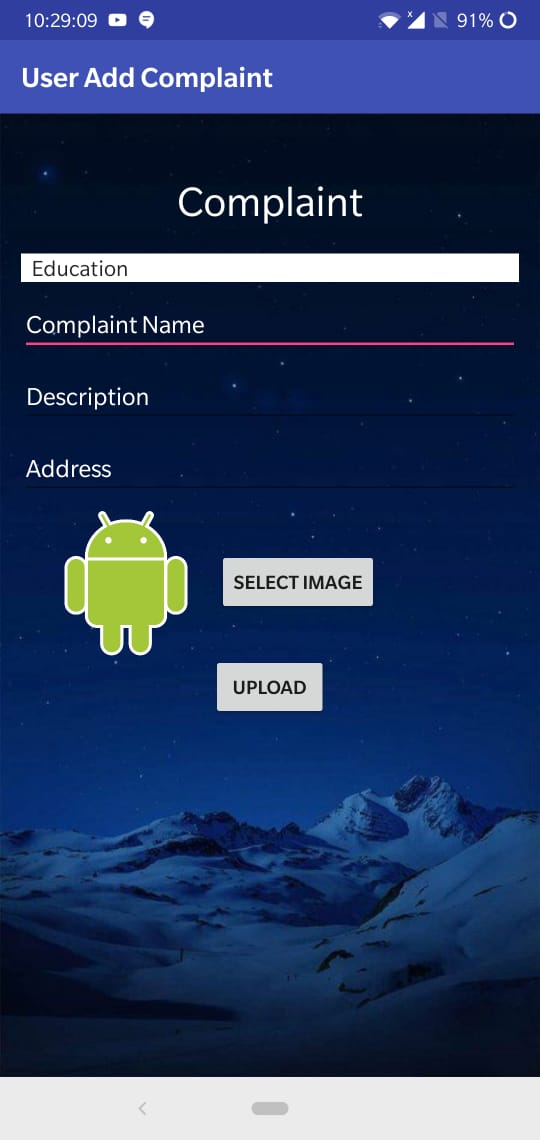 10:29:09
91%
User Add Complaint
Complaint
Education
Complaint Name
Description
Address
SELECT IMAGE
UPLOAD